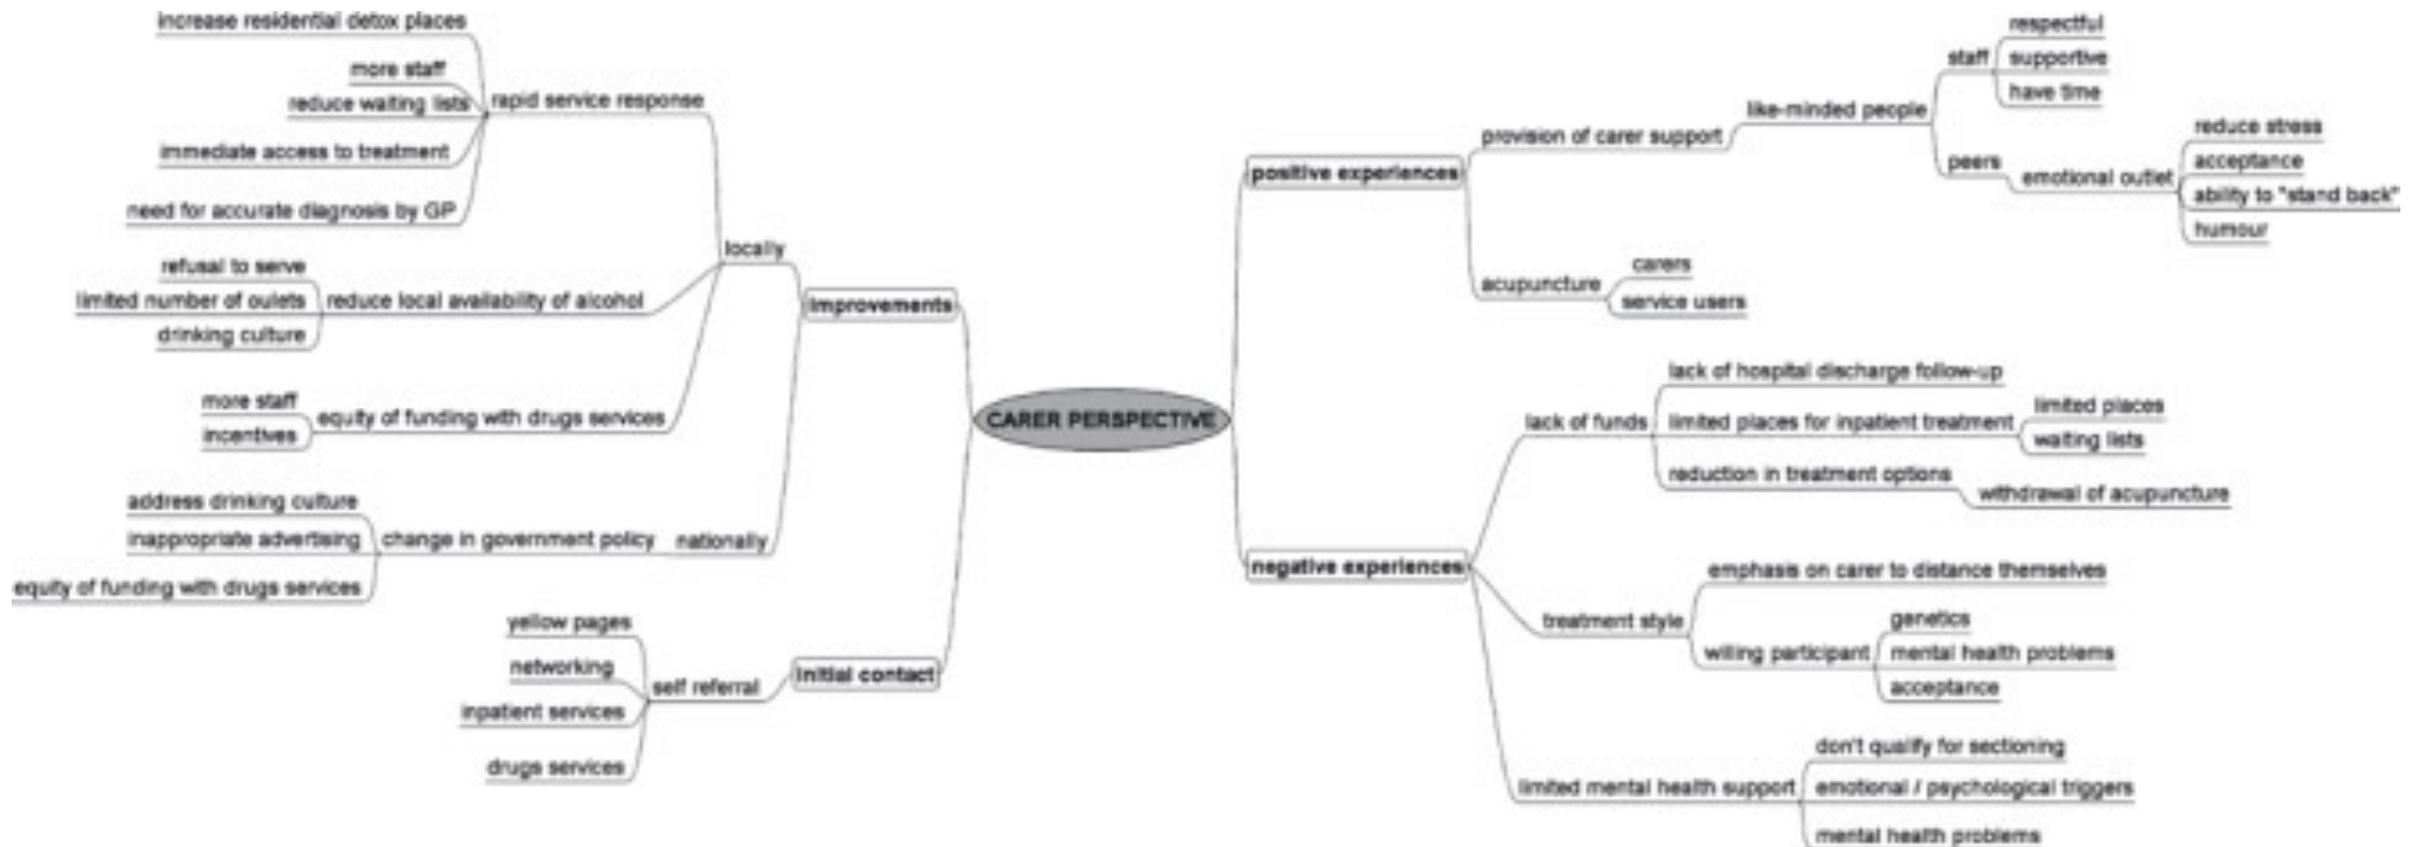 increase residential detox places
more staff
reduce waiting lists
immediate access to treatment
need for accurate diagnosis by GP
rapid service response
refusal to serve
limited number of oulets
drinking culture
reduce local availability of alcohol
more staff
incentives
equity of funding with drugs services
locally
address drinking culture
inappropriate advertising
equity of funding with drugs services
change in government policy
nationally
improvements
yellow pages
networking
inpatient services
drugs services
self referral
initial contact
CARER PERSPECTIVE
positive experiences
provision of carer support
like-minded people
staff
respectful
supportive
have time
peers
emotional outlet
reduce stress
acceptance
ability to "stand back"
humour
acupuncture
carers
service users
negative experiences
lack of funds
lack of hospital discharge follow-up
limited places for inpatient treatment
limited places
waiting lists
reduction in treatment options
withdrawal of acupuncture
treatment style
emphasis on carer to distance themselves
willing participant
genetics
mental health problems
acceptance
limited mental health support
don't qualify for sectioning
emotional / psychological triggers
mental health problems